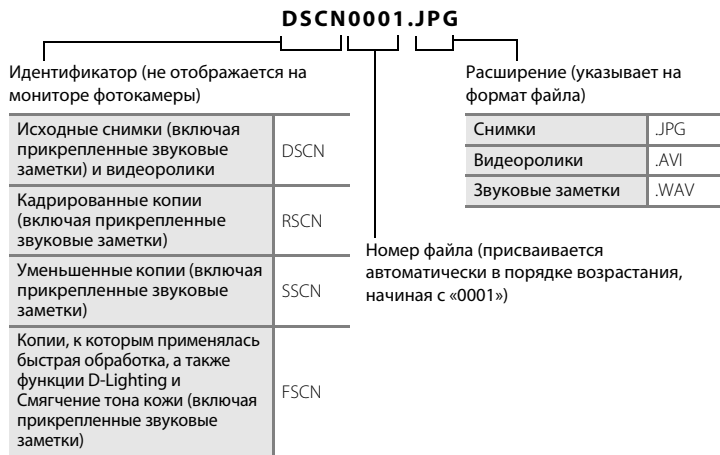 DSCN0001.JPG
Идентификатор (не отображается на
мониторе фотокамеры)
Исходные снимки (включая
прикрепленные звуковые
заметки) и видеоролики
DSCN
Кадрированные копии
(включая прикрепленные
звуковые заметки)
RSCN
Уменьшенные копии (включая
прикрепленные звуковые
заметки)
SSCN
Копии, к которым применялась
быстрая обработка, а также
функции D-Lighting и
Смягчение тона кожи (включая
прикрепленные звуковые
заметки)
FSCN
Расширение (указывает на
формат файла)
Снимки .JPG
Видеоролики .AVI
Звуковые заметки .WAV
Номер файла (присваивается
автоматически в порядке возрастания,
начиная с «0001»)